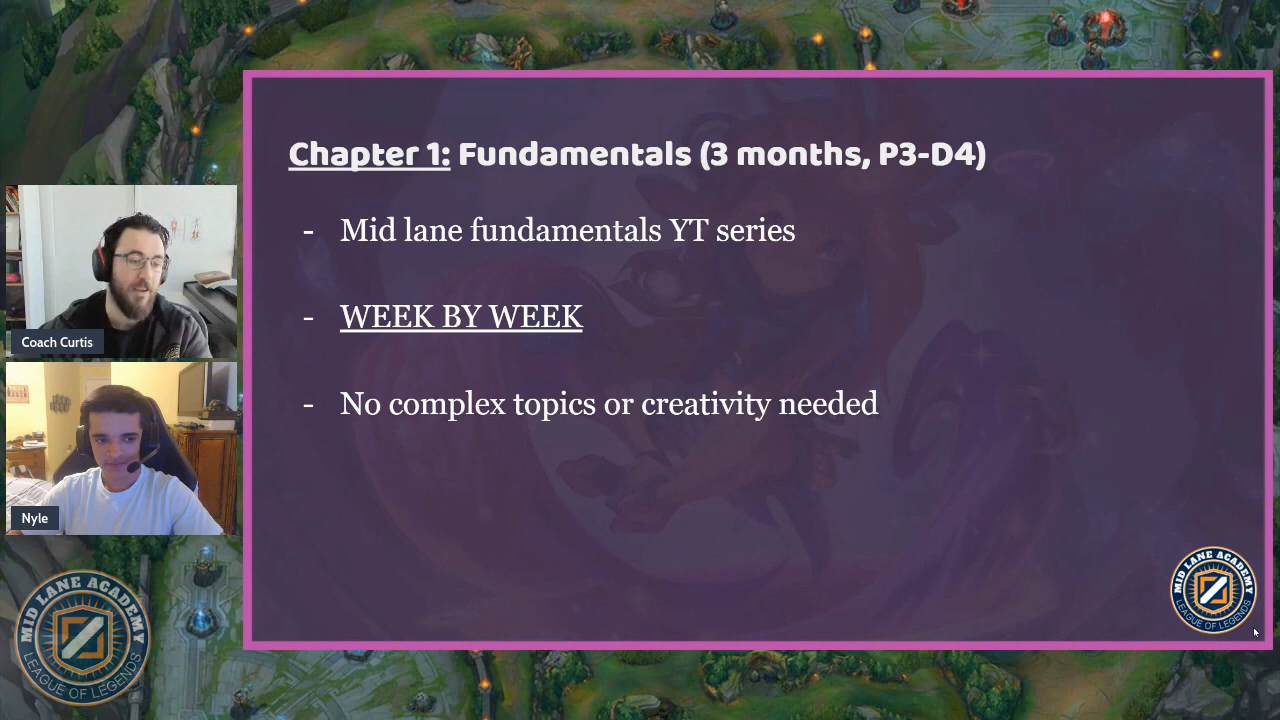 Chapter 1: Fundamentals (3 months, P3-D4)
- Mid lane fundamentals YT series
- WEEK BY WEEK
- No complex topics or creativity needed
Coach Curtis
Nyle
MID LANE ACADEMY
LEAGUE OF LEGENDS
MID LANE ACADEMY
LEAGUE OF LEGENDS